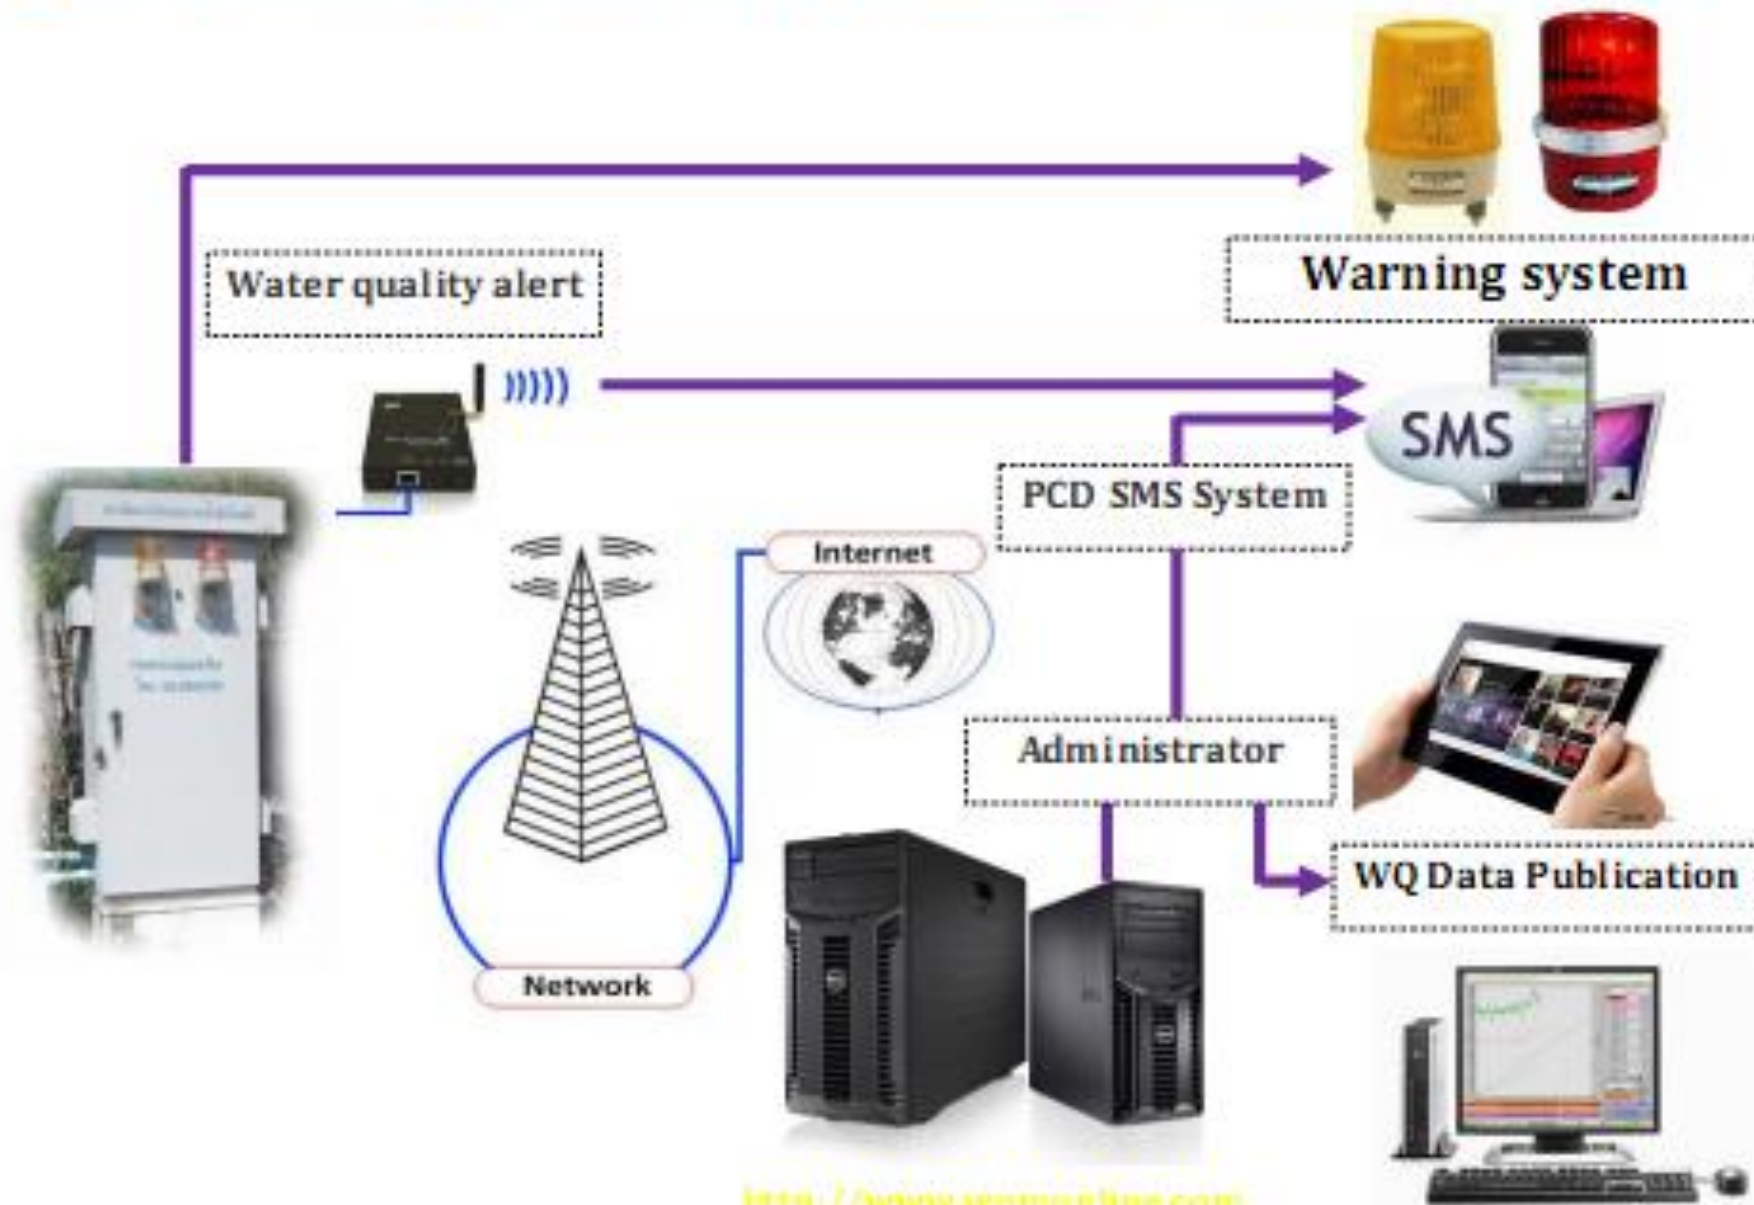 Water quality alert
Warning system
SMS
PCD SMS System
Internet
Administrator
WQ Data Publication
Network